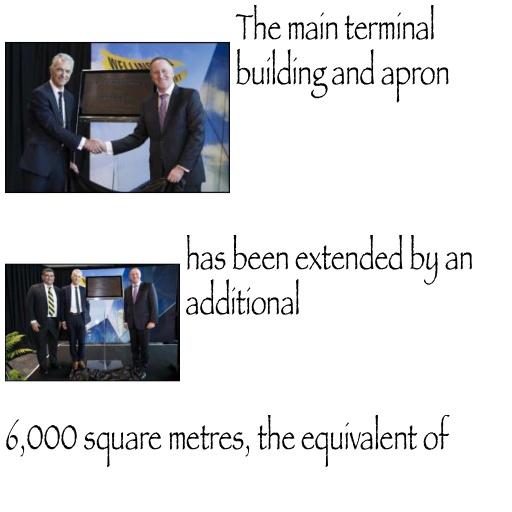 The main terminal
building and apron
WELLINGTON
has been extended by an
additional
6,000 square metres, the equivalent of